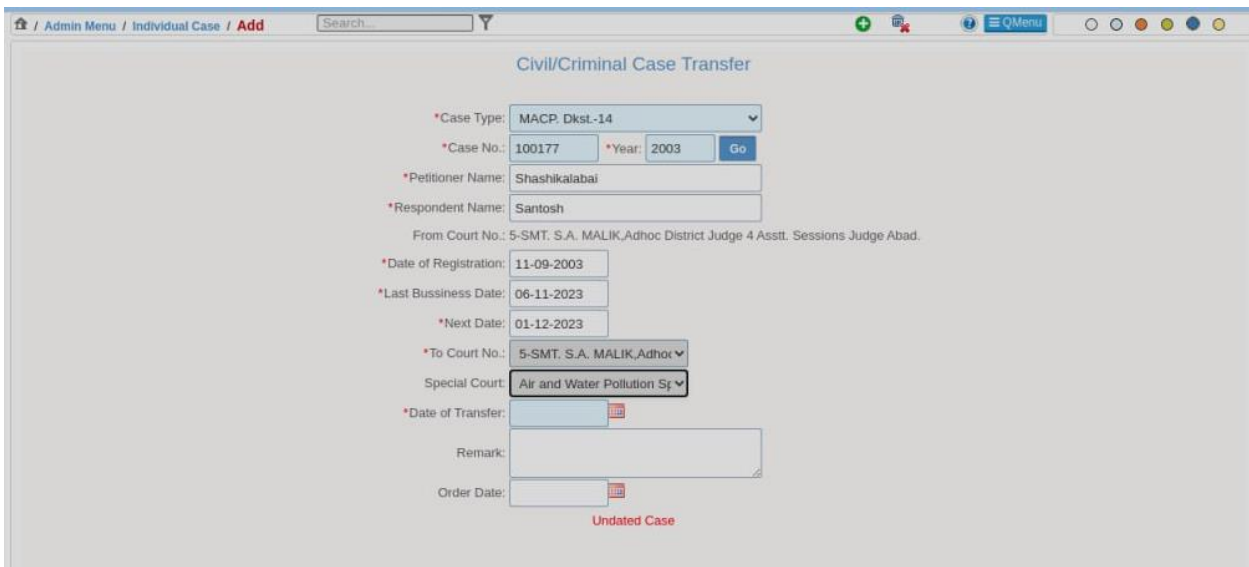 / Admin Menu / Individual Case / Add Search... QMenu
Civil/Criminal Case Transfer
*Case Type: MACP. Dkst.-14
*Case No.: 100177 *Year: 2003 Go
*Petitioner Name: Shashikalabai
*Respondent Name: Santosh
From Court No.: 5-SMT. S.A. MALIK,Adhoc District Judge 4 Asstt. Sessions Judge Abad.
*Date of Registration: 11-09-2003
*Last Bussiness Date: 06-11-2023
*Next Date: 01-12-2023
*To Court No.: 5-SMT. S.A. MALIK,Adhoc
Special Court: Air and Water Pollution Sp
*Date of Transfer:
Remark:
Order Date:
Undated Case